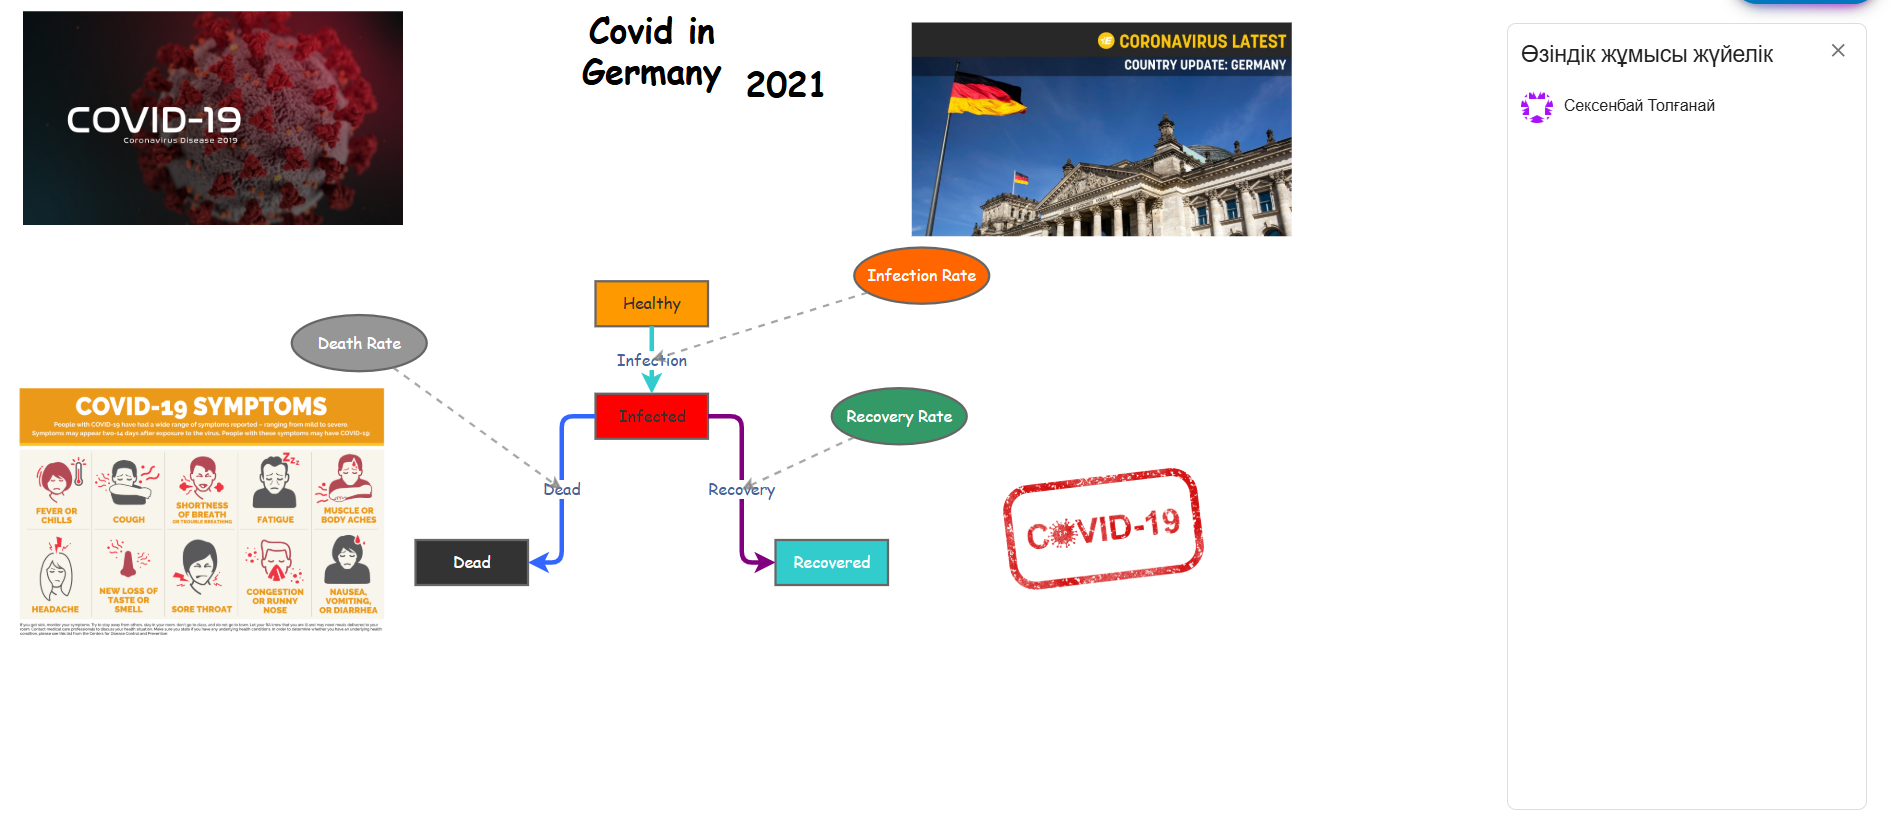 COVID-19
Coronavirus Disease 2019
Covid in
Germany
2021
CORONAVIRUS LATEST
COUNTRY UPDATE: GERMANY
Өзіндік жұмысы жүйелік
Сексенбай Толғанай
Infection Rate
Healthy
Death Rate
Infection
Infected
Recovery Rate
Dead
Recovery
Dead
Recovered
COVID-19 SYMPTOMS
People with COVID-19 have had a wide range of symptoms reported – ranging from mild to severe.
Symptoms may appear two-14 days after exposure to the virus. People with these symptoms may have COVID-19:
FEVER OR
CHILLS
COUGH
SHORTNESS
OF BREATH
OR TROUBLE BREATHING
FATIGUE
MUSCLE OR
BODY ACHES
HEADACHE
NEW LOSS OF
TASTE OR
SMELL
SORE THROAT
CONGESTION
OR RUNNY
NOSE
NAUSEA,
VOMITING,
OR DIARRHEA
COVID-19